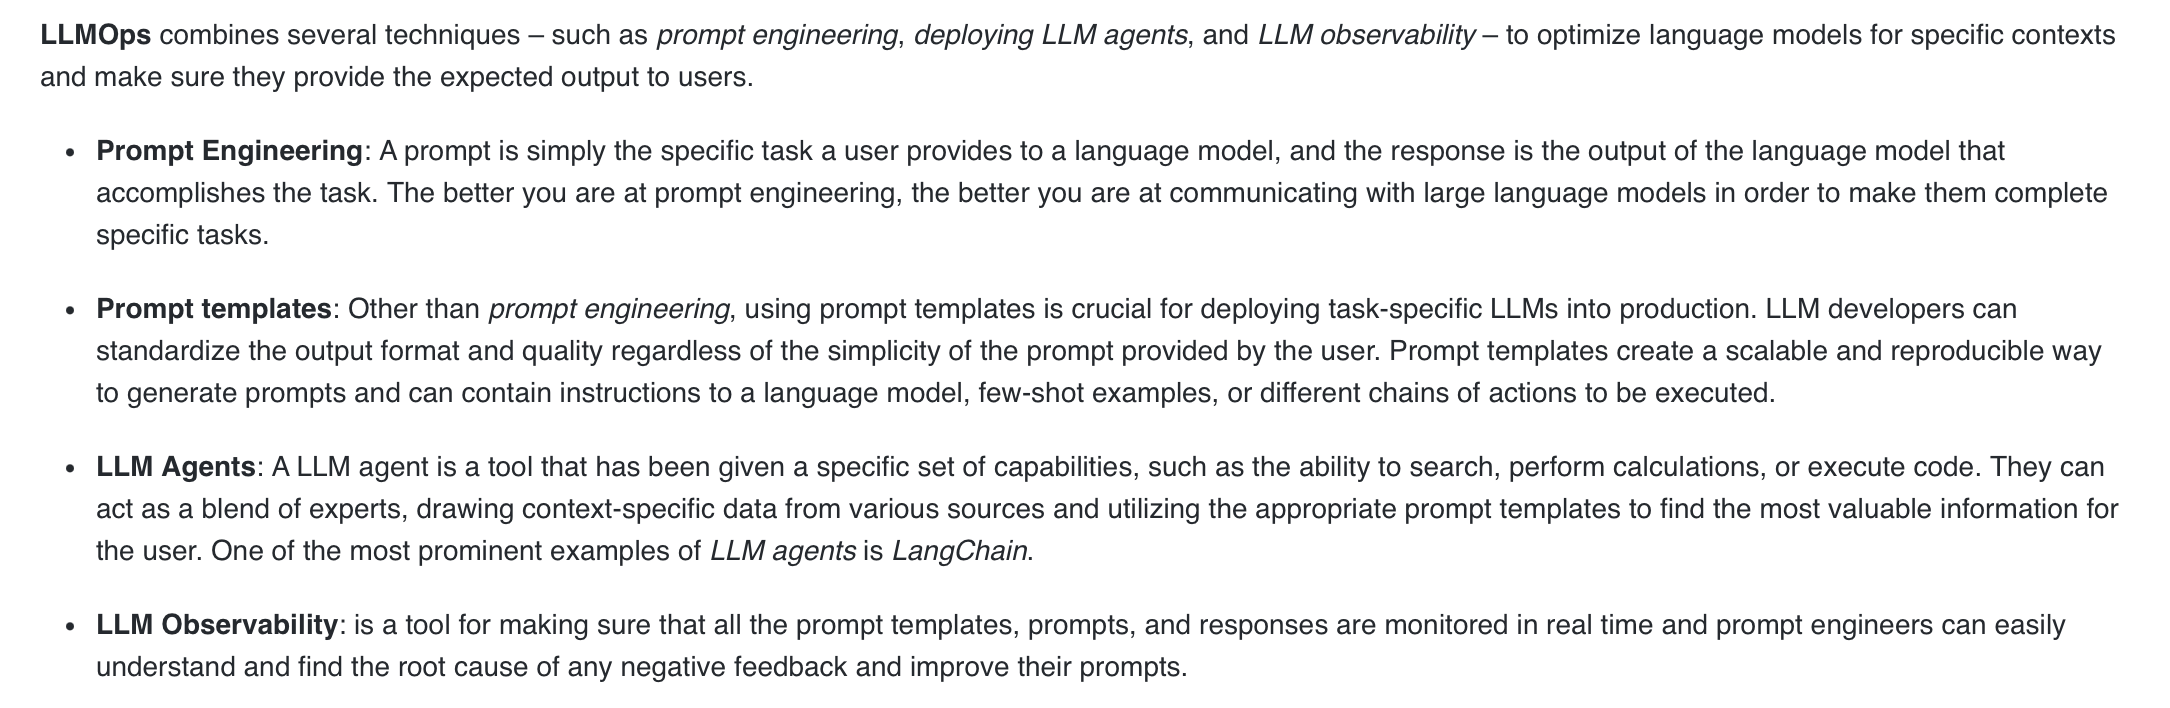 LLMOps combines several techniques – such as prompt engineering, deploying LLM agents, and LLM observability – to optimize language models for specific contexts
and make sure they provide the expected output to users.
• Prompt Engineering: A prompt is simply the specific task a user provides to a language model, and the response is the output of the language model that
accomplishes the task. The better you are at prompt engineering, the better you are at communicating with large language models in order to make them complete
specific tasks.
• Prompt templates: Other than prompt engineering, using prompt templates is crucial for deploying task-specific LLMs into production. LLM developers can
standardize the output format and quality regardless of the simplicity of the prompt provided by the user. Prompt templates create a scalable and reproducible way
to generate prompts and can contain instructions to a language model, few-shot examples, or different chains of actions to be executed.
• LLM Agents: A LLM agent is a tool that has been given a specific set of capabilities, such as the ability to search, perform calculations, or execute code. They can
act as a blend of experts, drawing context-specific data from various sources and utilizing the appropriate prompt templates to find the most valuable information for
the user. One of the most prominent examples of LLM agents is LangChain.
• LLM Observability: is a tool for making sure that all the prompt templates, prompts, and responses are monitored in real time and prompt engineers can easily
understand and find the root cause of any negative feedback and improve their prompts.